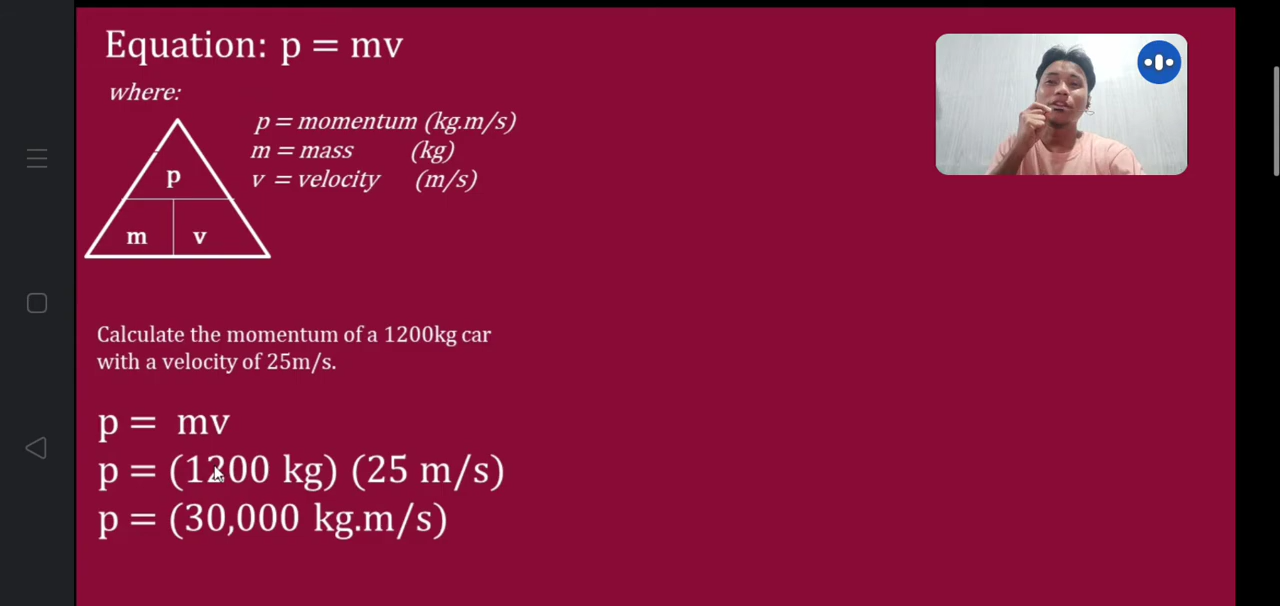 Equation: p = mv
where:
p = momentum (kg.m/s)
m = mass (kg)
v = velocity (m/s)
p
m v
Calculate the momentum of a 1200kg car
with a velocity of 25m/s.
p = mv
p = (1200 kg) (25 m/s)
p = (30,000 kg.m/s)